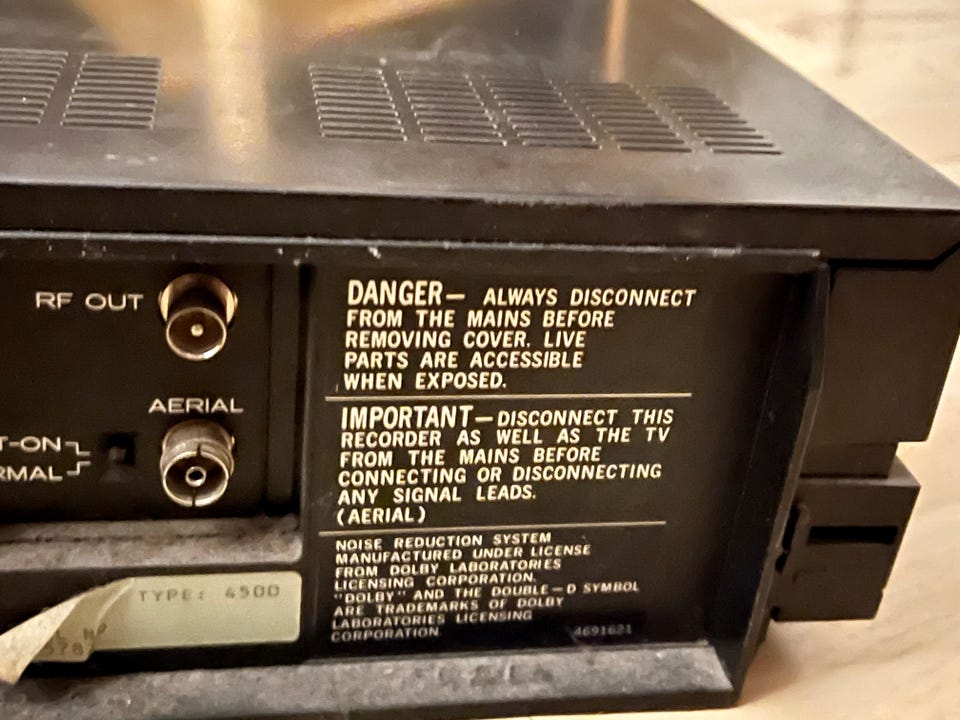 RF OUT
AERIAL
T-ON
RMAL
DANGER— ALWAYS DISCONNECT
FROM THE MAINS BEFORE
REMOVING COVER. LIVE
PARTS ARE ACCESSIBLE
WHEN EXPOSED.
IMPORTANT—DISCONNECT THIS
RECORDER AS WELL AS THE TV
FROM THE MAINS BEFORE
CONNECTING OR DISCONNECTING
ANY SIGNAL LEADS.
(AERIAL)
NOISE REDUCTION SYSTEM
MANUFACTURED UNDER LICENSE
FROM DOLBY LABORATORIES
LICENSING CORPORATION.
"DOLBY" AND THE DOUBLE—D SYMBOL
ARE TRADEMARKS OF DOLBY
LABORATORIES LICENSING
CORPORATION.
4691621
TYPE: 4500